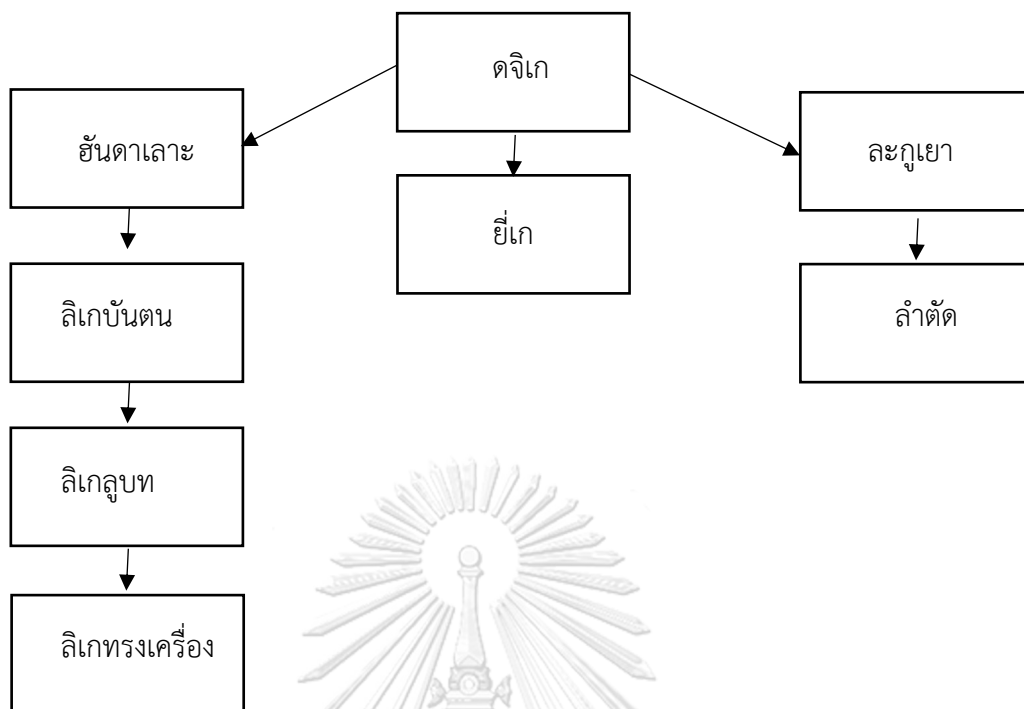 ดจิเก
ฮันดาเลาะ
ละกูเยา
ยี่เก
ลิเกบันตน
ลำตัด
ลิเกลูบท
ลิเกทรงเครื่อง